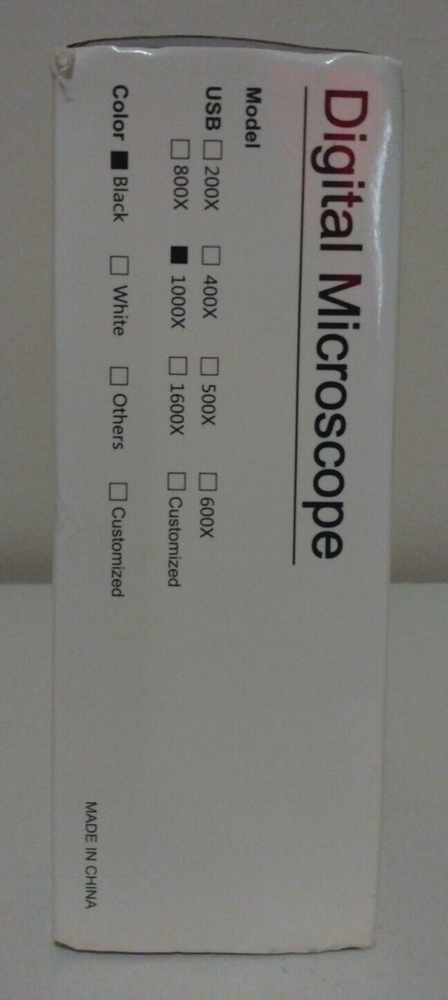 Digital Microscope
Model
USB □ 200X □ 400X □ 500X □ 600X
□ 800X ■ 1000X □ 1600X □ Customized
Color ■ Black □ White □ Others □ Customized
MADE IN CHINA